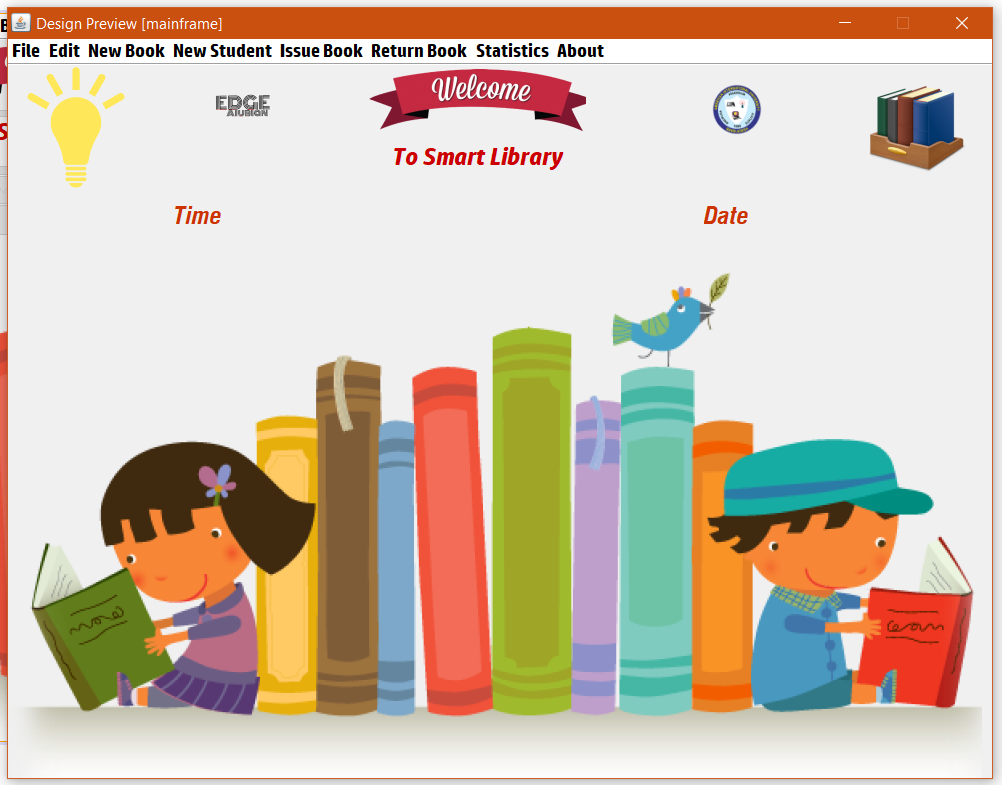 Design Preview [mainframe]
File Edit New Book New Student Issue Book Return Book Statistics About
Welcome
EDGE
To Smart Library
Time
Date